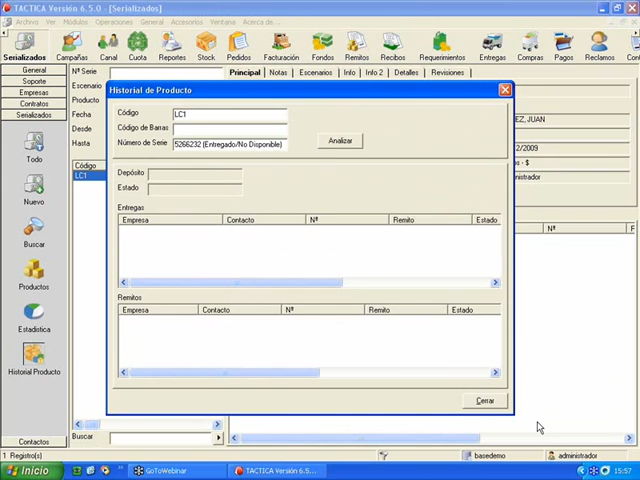 TACTICA Versión 6.5.0 - [Serializados]
Archivo Ver Módulos Operaciones General Accesorios Ventana Acerca de...
Serializados Campañas Canal Cuota Reportes Stock Pedidos Facturación Fondos Remitos Recibos Requerimientos Entregas Compras Pagos Reclamos
General
Soporte
Empresas
Contratos
Serializados
Todo
Nuevo
Buscar
Productos
Estadistica
Historial Producto
Contactos
Nº Serie
Escenario
Producto
Fecha
Desde
Hasta
Código
LC1
Buscar
Principal Notas Escenarios Info Info 2 Detalles Revisiones
EZ, JUAN
2/2009
os - $
ministrador
Nº F
Historial de Producto
Código LC1
Código de Barras
Número de Serie 5266232 (Entregado/No Disponible)
Analizar
Depósito
Estado
Entregas
Empresa Contacto Nº Remito Estado
Remitos
Empresa Contacto Nº Remito Estado
Cerrar
1 Registro(s) basedemo administrador
Inicio GoToWebinar TACTICA Versión 6.5.... 15:57